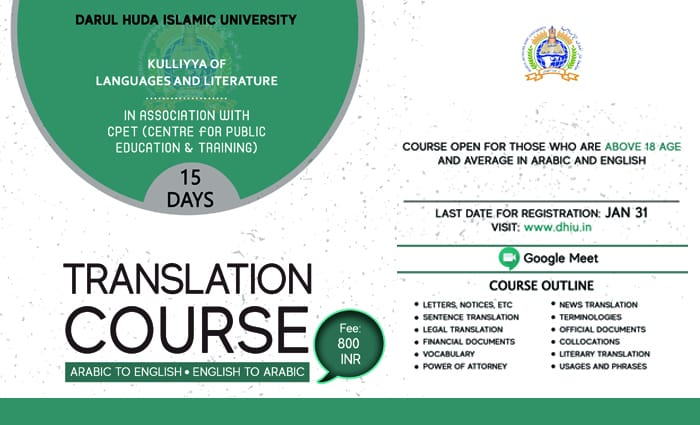 DARUL HUDA ISLAMIC UNIVERSITY
KULLIYYA OF
LANGUAGES AND LITERATURE
IN ASSOCIATION WITH
CPET (CENTRE FOR PUBLIC
EDUCATION & TRAINING)
15
DAYS
TRANSLATION
COURSE
ARABIC TO ENGLISH • ENGLISH TO ARABIC
Fee:
800
INR
COURSE OPEN FOR THOSE WHO ARE ABOVE 18 AGE
AND AVERAGE IN ARABIC AND ENGLISH
LAST DATE FOR REGISTRATION: JAN 31
VISIT: www.dhiu.in
Google Meet
COURSE OUTLINE
• LETTERS, NOTICES, ETC
• SENTENCE TRANSLATION
• LEGAL TRANSLATION
• FINANCIAL DOCUMENTS
• VOCABULARY
• POWER OF ATTORNEY
• NEWS TRANSLATION
• TERMINOLOGIES
• OFFICIAL DOCUMENTS
• COLLOCATIONS
• LITERARY TRANSLATION
• USAGES AND PHRASES